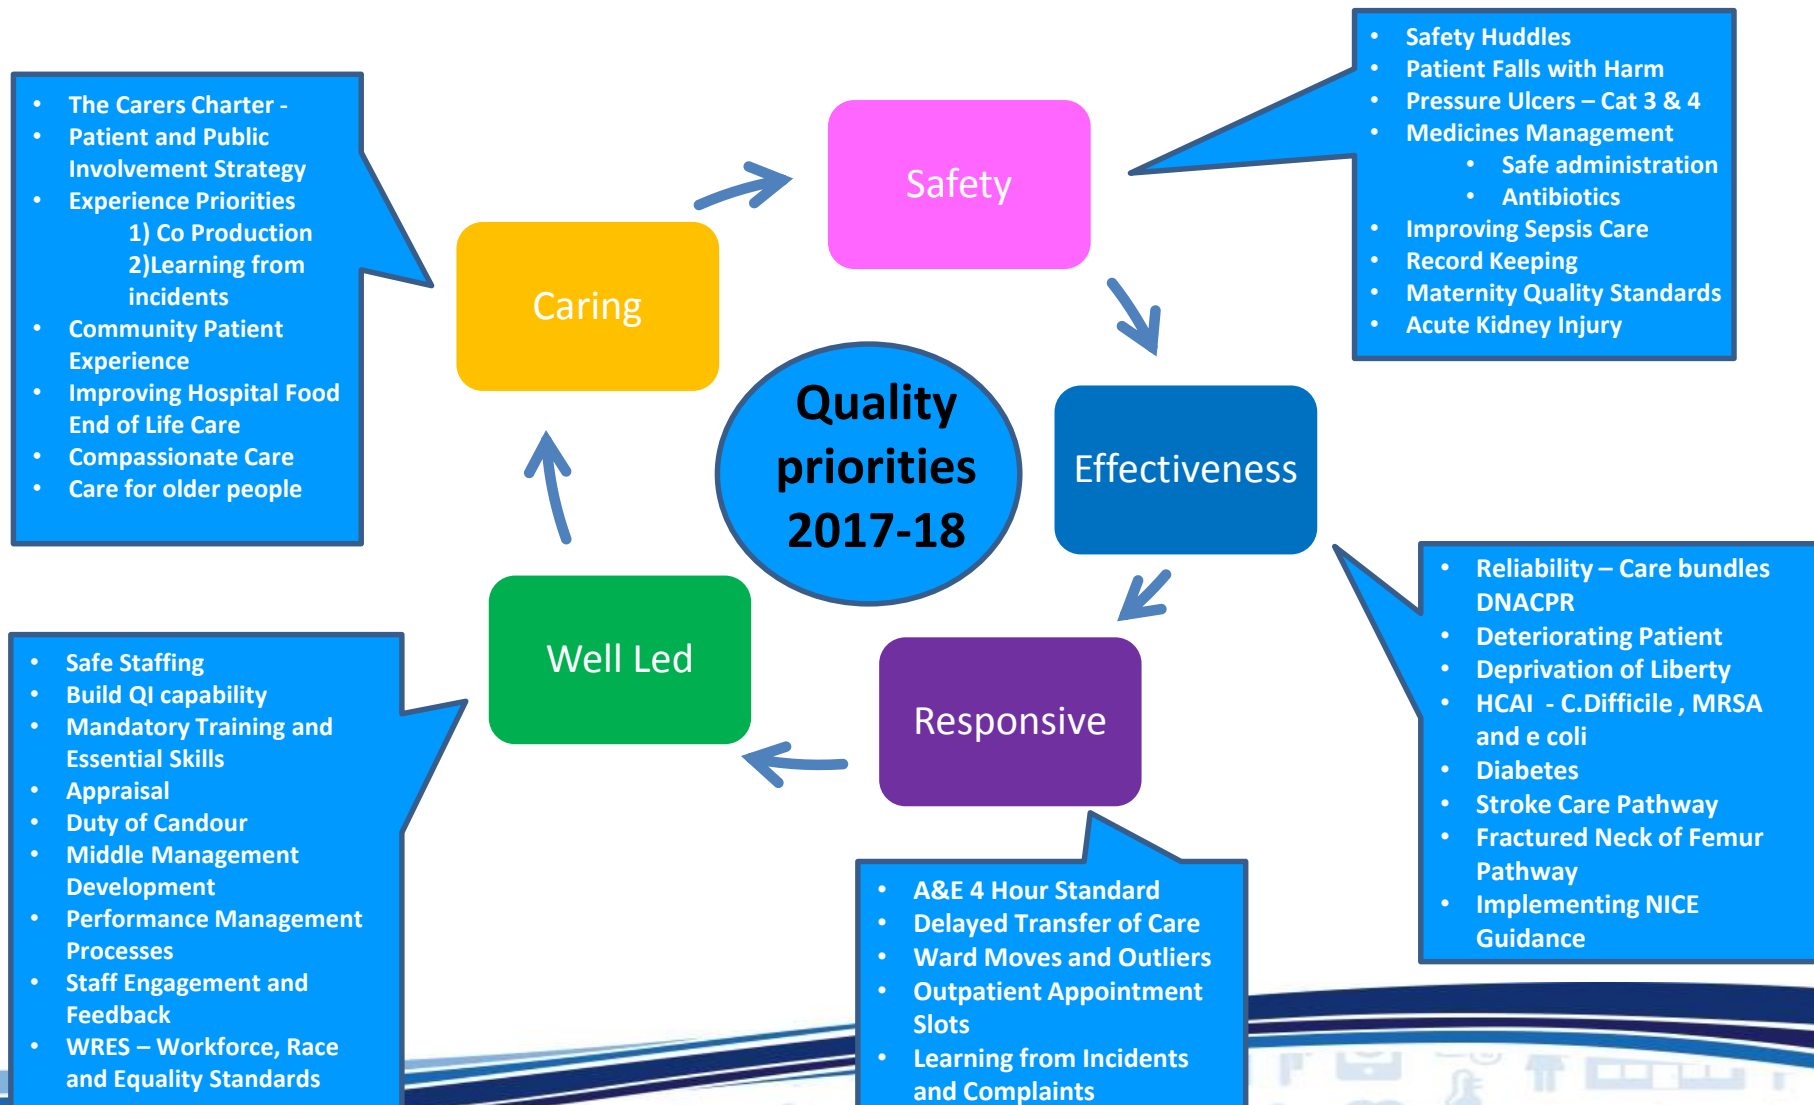 • The Carers Charter -
• Patient and Public
Involvement Strategy
• Experience Priorities
1) Co Production
2)Learning from
incidents
• Community Patient
Experience
• Improving Hospital Food
End of Life Care
• Compassionate Care
• Care for older people
Safety
• Safety Huddles
• Patient Falls with Harm
• Pressure Ulcers – Cat 3 & 4
• Medicines Management
• Safe administration
• Antibiotics
• Improving Sepsis Care
• Record Keeping
• Maternity Quality Standards
• Acute Kidney Injury
Caring
Quality
priorities
2017-18
Effectiveness
Well Led
Responsive
• Reliability – Care bundles
DNACPR
• Deteriorating Patient
• Deprivation of Liberty
• HCAI - C.Difficile , MRSA
and e coli
• Diabetes
• Stroke Care Pathway
• Fractured Neck of Femur
Pathway
• Implementing NICE
Guidance
• Safe Staffing
• Build QI capability
• Mandatory Training and
Essential Skills
• Appraisal
• Duty of Candour
• Middle Management
Development
• Performance Management
Processes
• Staff Engagement and
Feedback
• WRES – Workforce, Race
and Equality Standards
• A&E 4 Hour Standard
• Delayed Transfer of Care
• Ward Moves and Outliers
• Outpatient Appointment
Slots
• Learning from Incidents
and Complaints